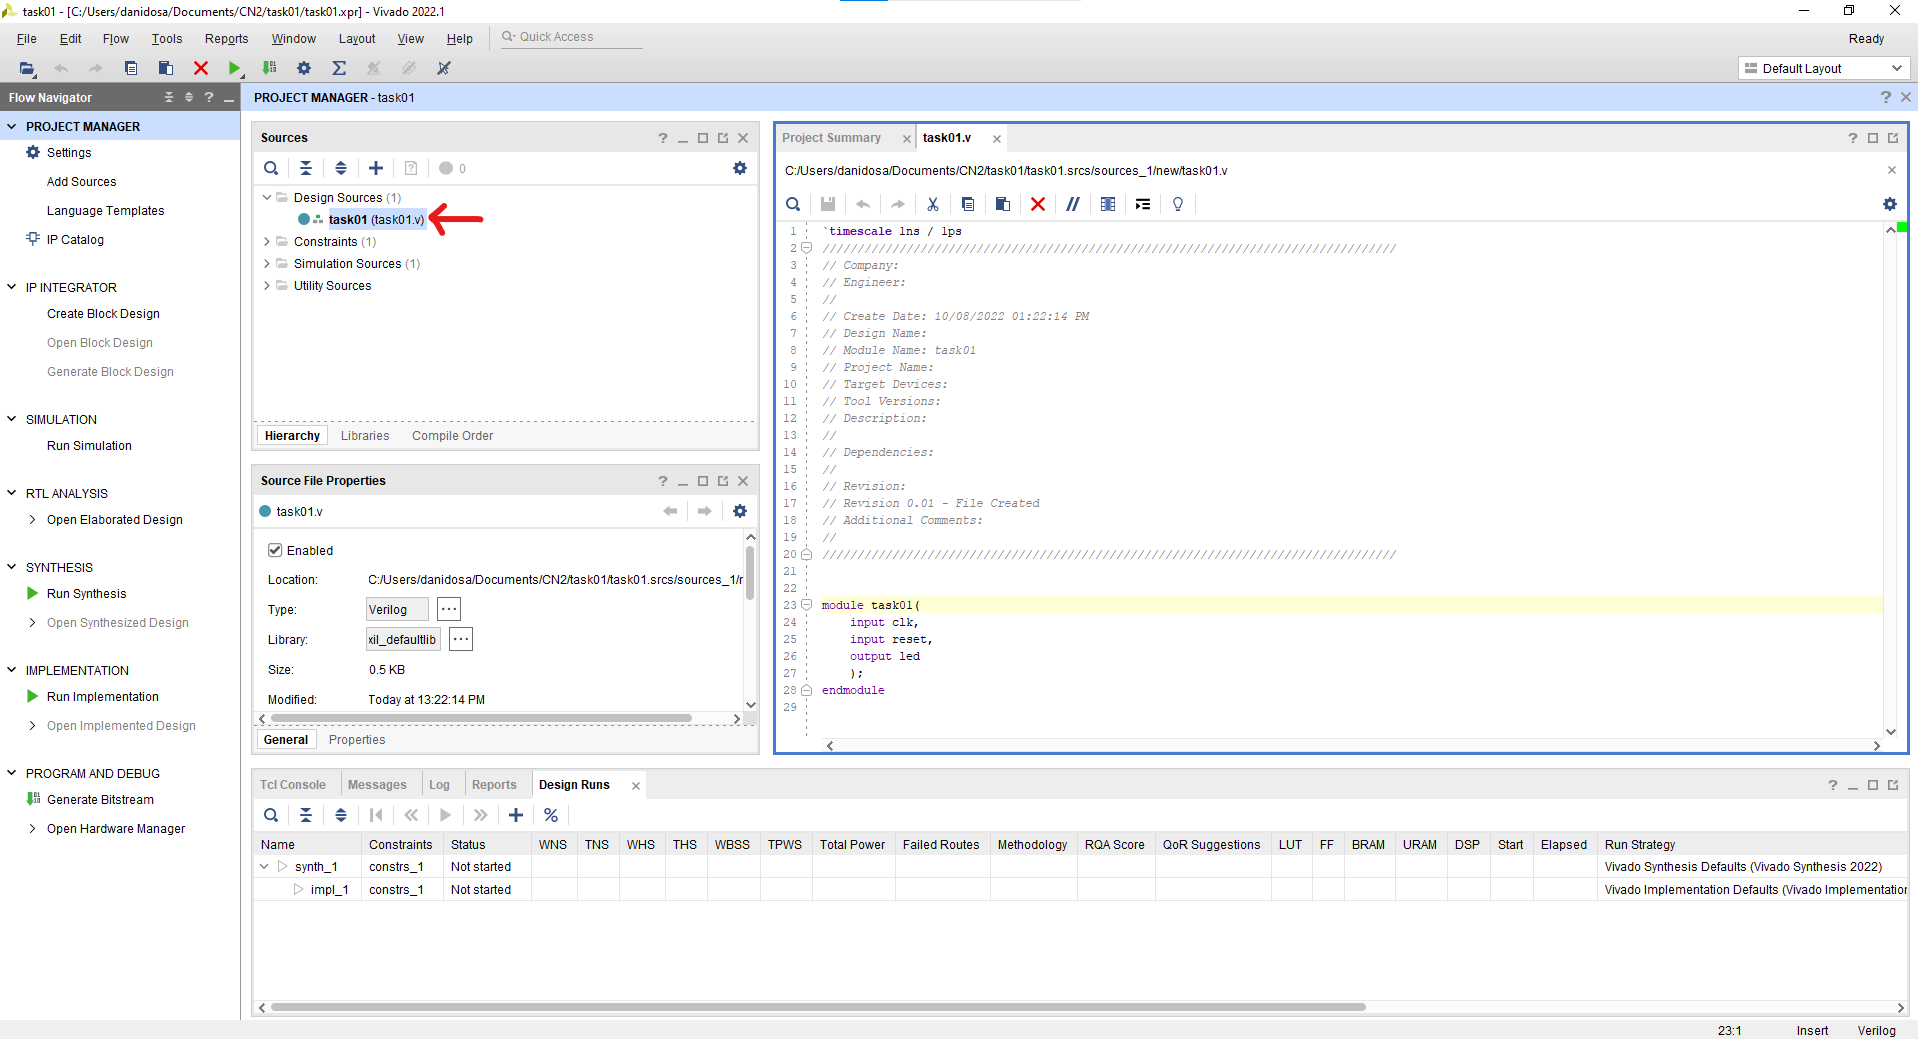 task01 - [C:/Users/danidosa/Documents/CN2/task01/task01.xpr] - Vivado 2022.1
File Edit Flow Tools Reports Window Layout View Help Quick Access Ready
Default Layout
Flow Navigator
PROJECT MANAGER
Settings
Add Sources
Language Templates
IP Catalog
IP INTEGRATOR
Create Block Design
Open Block Design
Generate Block Design
SIMULATION
Run Simulation
RTL ANALYSIS
Open Elaborated Design
SYNTHESIS
Run Synthesis
Open Synthesized Design
IMPLEMENTATION
Run Implementation
Open Implemented Design
PROGRAM AND DEBUG
Generate Bitstream
Open Hardware Manager
PROJECT MANAGER - task01
Sources
0
Design Sources (1)
task01 (task01.v)
Constraints (1)
Simulation Sources (1)
Utility Sources
Hierarchy Libraries Compile Order
Source File Properties
task01.v
Enabled
Location: C:/Users/danidosa/Documents/CN2/task01/task01.srcs/sources_1/r
Type: Verilog
Library: xil_defaultlib
Size: 0.5 KB
Modified: Today at 13:22:14 PM
General Properties
Project Summary task01.v
C:/Users/danidosa/Documents/CN2/task01/task01.srcs/sources_1/new/task01.v
1 `timescale 1ns / 1ps
2 //////////////////////////////////////////////////////////////////////////////////
3 // Company:
4 // Engineer:
5 //
6 // Create Date: 10/08/2022 01:22:14 PM
7 // Design Name:
8 // Module Name: task01
9 // Project Name:
10 // Target Devices:
11 // Tool Versions:
12 // Description:
13 //
14 // Dependencies:
15 //
16 // Revision:
17 // Revision 0.01 - File Created
18 // Additional Comments:
19 //
20 //////////////////////////////////////////////////////////////////////////////////
21
22
23 module task01(
24 input clk,
25 input reset,
26 output led
27 );
28 endmodule
29
Tcl Console Messages Log Reports Design Runs
Name Constraints Status WNS TNS WHS THS WBSS TPWS Total Power Failed Routes Methodology RQA Score QoR Suggestions LUT FF BRAM URAM DSP Start Elapsed Run Strategy
synth_1 constrs_1 Not started Vivado Synthesis Defaults (Vivado Synthesis 2022)
impl_1 constrs_1 Not started Vivado Implementation Defaults (Vivado Implementation
23:1 Insert Verilog